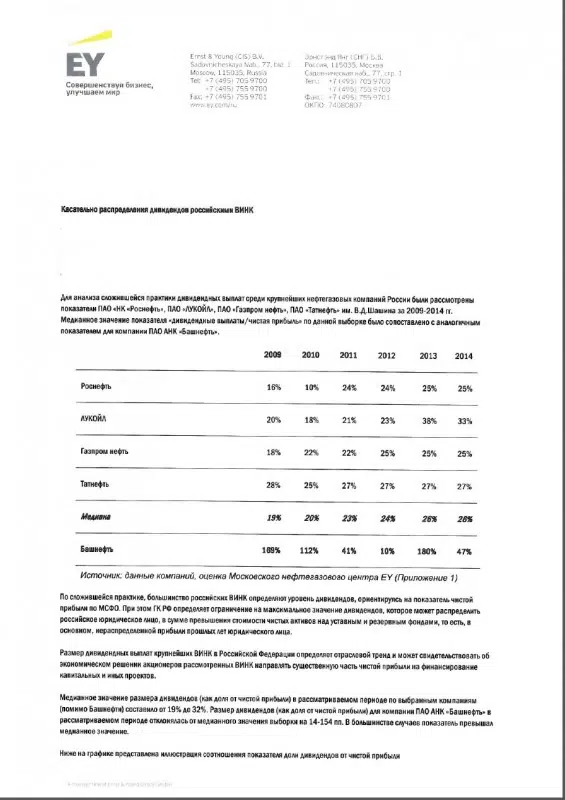 EY
Совершенствуя бизнес,
улучшаем мир
Ernst & Young (CIS) B.V.
Sadovnicheskaya Nab., 77, bld. 1
Moscow, 115035, Russia
Tel: +7 (495) 705 9700
+7 (495) 755 9700
Fax: +7 (495) 755 9701
www.ey.com/ru
Эрнст энд Янг (СНГ) Б.В.
Россия, 115035, Москва
Садовническая наб., 77, стр. 1
Тел.: +7 (495) 705 9700
+7 (495) 755 9700
Факс: +7 (495) 755 9701
ОКПО: 74080807
Касательно распределения дивидендов российскими ВИНК
Для анализа сложившейся практики дивидендных выплат среди крупнейших нефтегазовых компаний России были рассмотрены
показатели ПАО «НК «Роснефть», ПАО «ЛУКОЙЛ», ПАО «Газпром нефть», ПАО «Татнефть» им. В.Д.Шашина за 2009-2014 гг.
Медианное значение показателя «дивидендные выплаты/чистая прибыль» по данной выборке было сопоставлено с аналогичным
показателем для компании ПАО АНК «Башнефть».
2009 2010 2011 2012 2013 2014
Роснефть 16% 10% 24% 24% 25% 25%
ЛУКОЙЛ 20% 18% 21% 23% 38% 33%
Газпром нефть 18% 22% 22% 25% 25% 25%
Татнефть 28% 25% 27% 27% 27% 27%
Медиана 19% 20% 23% 24% 26% 26%
Башнефть 169% 112% 41% 10% 180% 47%
Источник: данные компаний, оценка Московского нефтегазового центра EY (Приложение 1)
По сложившейся практике, большинство российских ВИНК определяют уровень дивидендов, ориентируясь на показатель чистой
прибыли по МСФО. При этом ГК РФ определяет ограничение на максимальное значение дивидендов, которое может распределить
российское юридическое лицо, в сумме превышения стоимости чистых активов над уставным и резервным фондами, то есть, в
основном, нераспределенной прибыли прошлых лет юридического лица.
Размер дивидендных выплат крупнейших ВИНК в Российской Федерации определяет отраслевой тренд и может свидетельствовать об
экономическом решении акционеров рассмотренных ВИНК направлять существенную часть чистой прибыли на финансирование
капитальных и иных проектов.
Медианное значение размера дивидендов (как доля от чистой прибыли) в рассматриваемом периоде по выбранным компаниям
(помимо Башнефти) составило от 19% до 32%. Размер дивидендов (как доля от чистой прибыли) для компании ПАО АНК «Башнефть» в
рассматриваемом периоде отклонялась от медианного значения выборки на 14-154 пп. В большинстве случаев показатель превышал
медианное значение.
Ниже на графике представлена иллюстрация соотношения показателя доли дивидендов от чистой прибыли